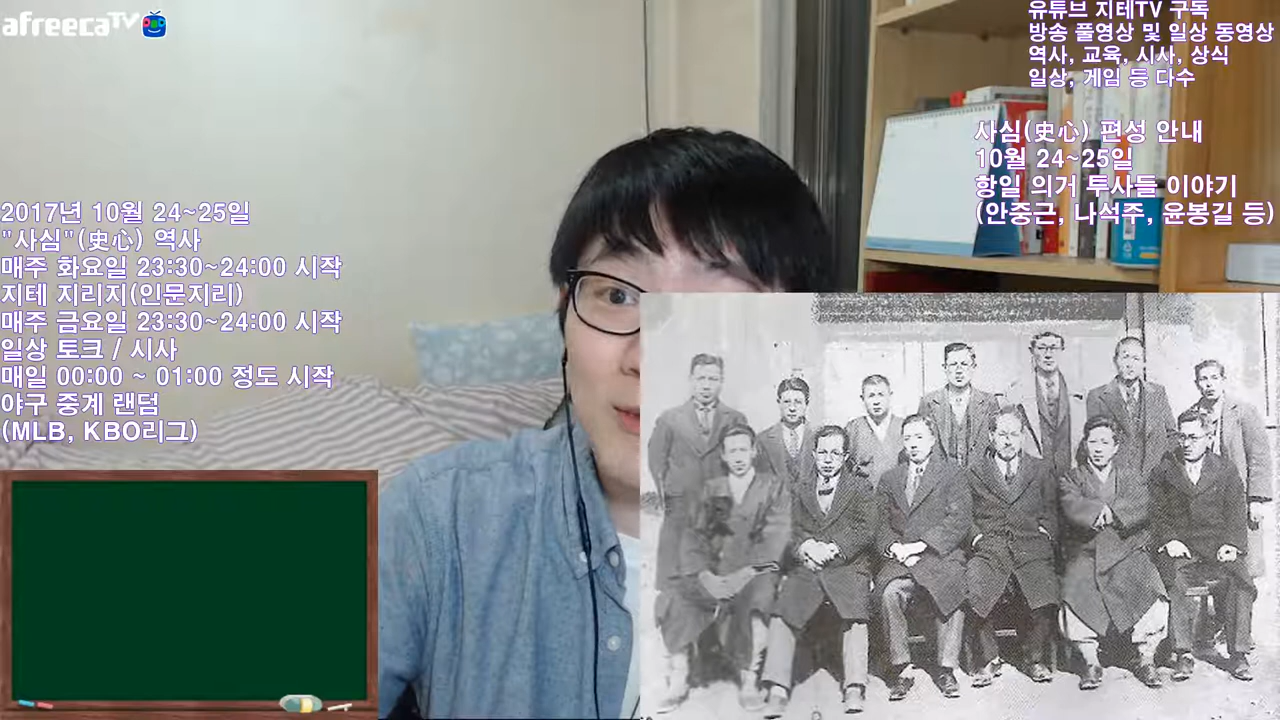 afreecaTV
유튜브 지테TV 구독
방송 풀영상 및 일상 동영상
역사, 교육, 시사, 상식
일상, 게임 등 다수
사심(史心) 편성 안내
10월 24~25일
항일 의거 투사들 이야기
(안중근, 나석주, 윤봉길 등)
2017년 10월 24~25일
"사심"(史心) 역사
매주 화요일 23:30~24:00 시작
지테 지리지(인문지리)
매주 금요일 23:30~24:00 시작
일상 토크 / 시사
매일 00:00 ~ 01:00 정도 시작
야구 중계 랜덤
(MLB, KBO리그)